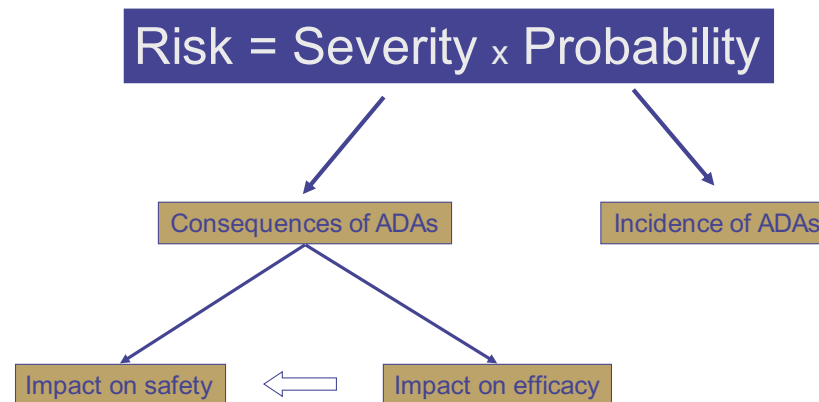 Risk = Severity x Probability
Consequences of ADAs
Incidence of ADAs
Impact on safety
Impact on efficacy